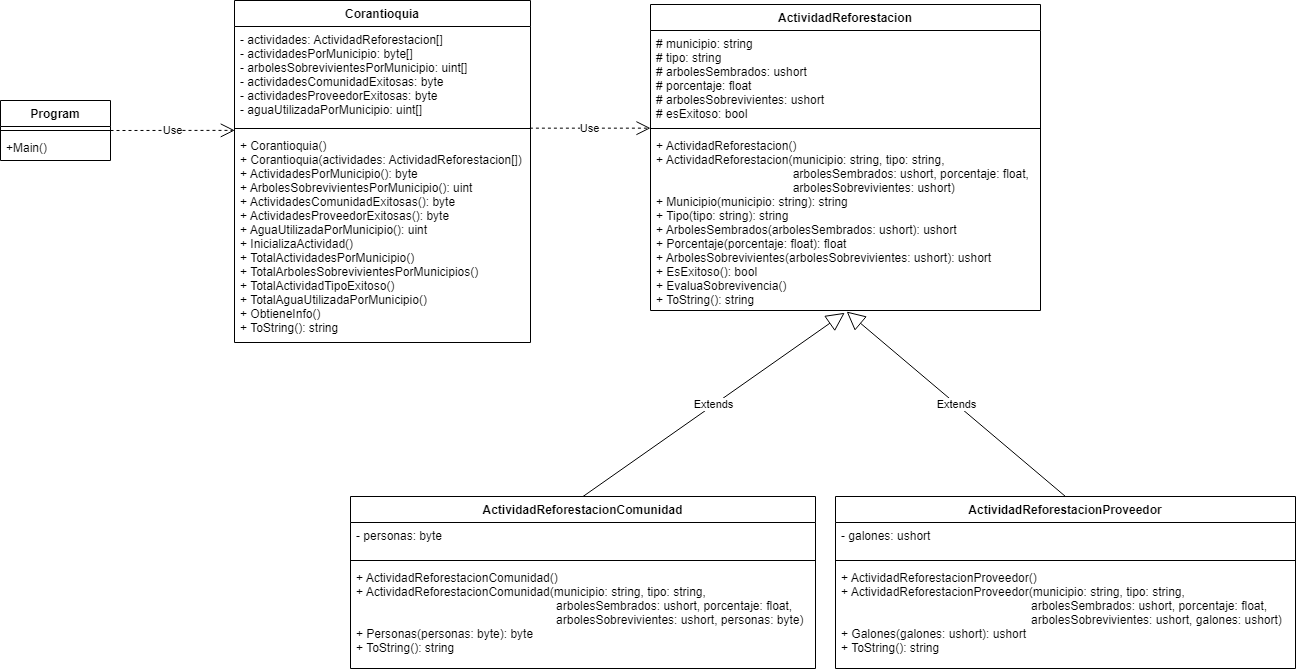 Program
+Main()
Use
Corantioquia
- actividades: ActividadReforestacion[]
- actividadesPorMunicipio: byte[]
- arbolesSobrevivientesPorMunicipio: uint[]
- actividadesComunidadExitosas: byte
- actividadesProveedorExitosas: byte
- aguaUtilizadaPorMunicipio: uint[]
+ Corantioquia()
+ Corantioquia(actividades: ActividadReforestacion[])
+ ActividadesPorMunicipio(): byte
+ ArbolesSobrevivientesPorMunicipio: uint
+ ActividadesComunidadExitosas(): byte
+ ActividadesProveedorExitosas(): byte
+ AguaUtilizadaPorMunicipio(): uint
+ InicializaActividad()
+ TotalActividadesPorMunicipio()
+ TotalArbolesSobrevivientesPorMunicipios()
+ TotalActividadTipoExitoso()
+ TotalAguaUtilizadaPorMunicipio()
+ ObtieneInfo()
+ ToString(): string
Use
ActividadReforestacion
# municipio: string
# tipo: string
# arbolesSembrados: ushort
# porcentaje: float
# arbolesSobrevivientes: ushort
# esExitoso: bool
+ ActividadReforestacion()
+ ActividadReforestacion(municipio: string, tipo: string,
arbolesSembrados: ushort, porcentaje: float,
arbolesSobrevivientes: ushort)
+ Municipio(municipio: string): string
+ Tipo(tipo: string): string
+ ArbolesSembrados(arbolesSembrados: ushort): ushort
+ Porcentaje(porcentaje: float): float
+ ArbolesSobrevivientes(arbolesSobrevivientes: ushort): ushort
+ EsExitoso(): bool
+ EvaluaSobrevivencia()
+ ToString(): string
Extends
Extends
ActividadReforestacionComunidad
- personas: byte
+ ActividadReforestacionComunidad()
+ ActividadReforestacionComunidad(municipio: string, tipo: string,
arbolesSembrados: ushort, porcentaje: float,
arbolesSobrevivientes: ushort, personas: byte)
+ Personas(personas: byte): byte
+ ToString(): string
ActividadReforestacionProveedor
- galones: ushort
+ ActividadReforestacionProveedor()
+ ActividadReforestacionProveedor(municipio: string, tipo: string,
arbolesSembrados: ushort, porcentaje: float,
arbolesSobrevivientes: ushort, galones: ushort)
+ Galones(galones: ushort): ushort
+ ToString(): string